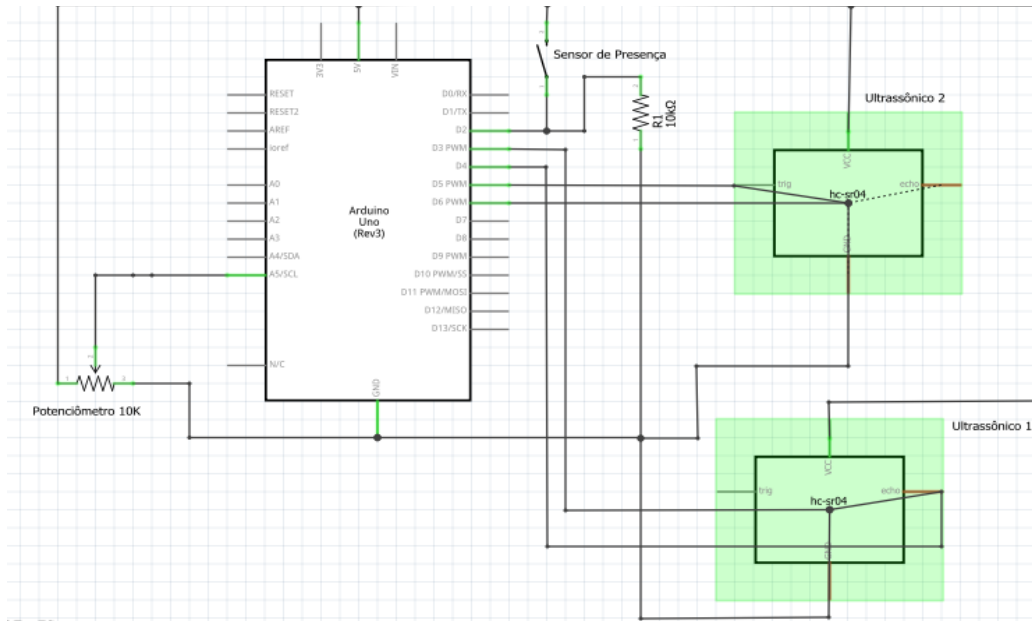 Sensor de Presença
3V3
5V
VIN
RESET
RESET2
AREF
ioref
A0
A1
A2
A3
A4/SDA
A5/SCL
N/C
Arduino
Uno
(Rev3)
GND
D0/RX
D1/TX
D2
D3 PWM
D4
D5 PWM
D6 PWM
D7
D8
D9 PWM
D10 PWM/SS
D11 PWM/MOSI
D12/MISO
D13/SCK
R1
10kΩ
Ultrassônico 2
VCC
trig
echo
hc-sr04
GND
Potenciômetro 10K
Ultrassônico 1
VCC
trig
echo
hc-sr04
GND